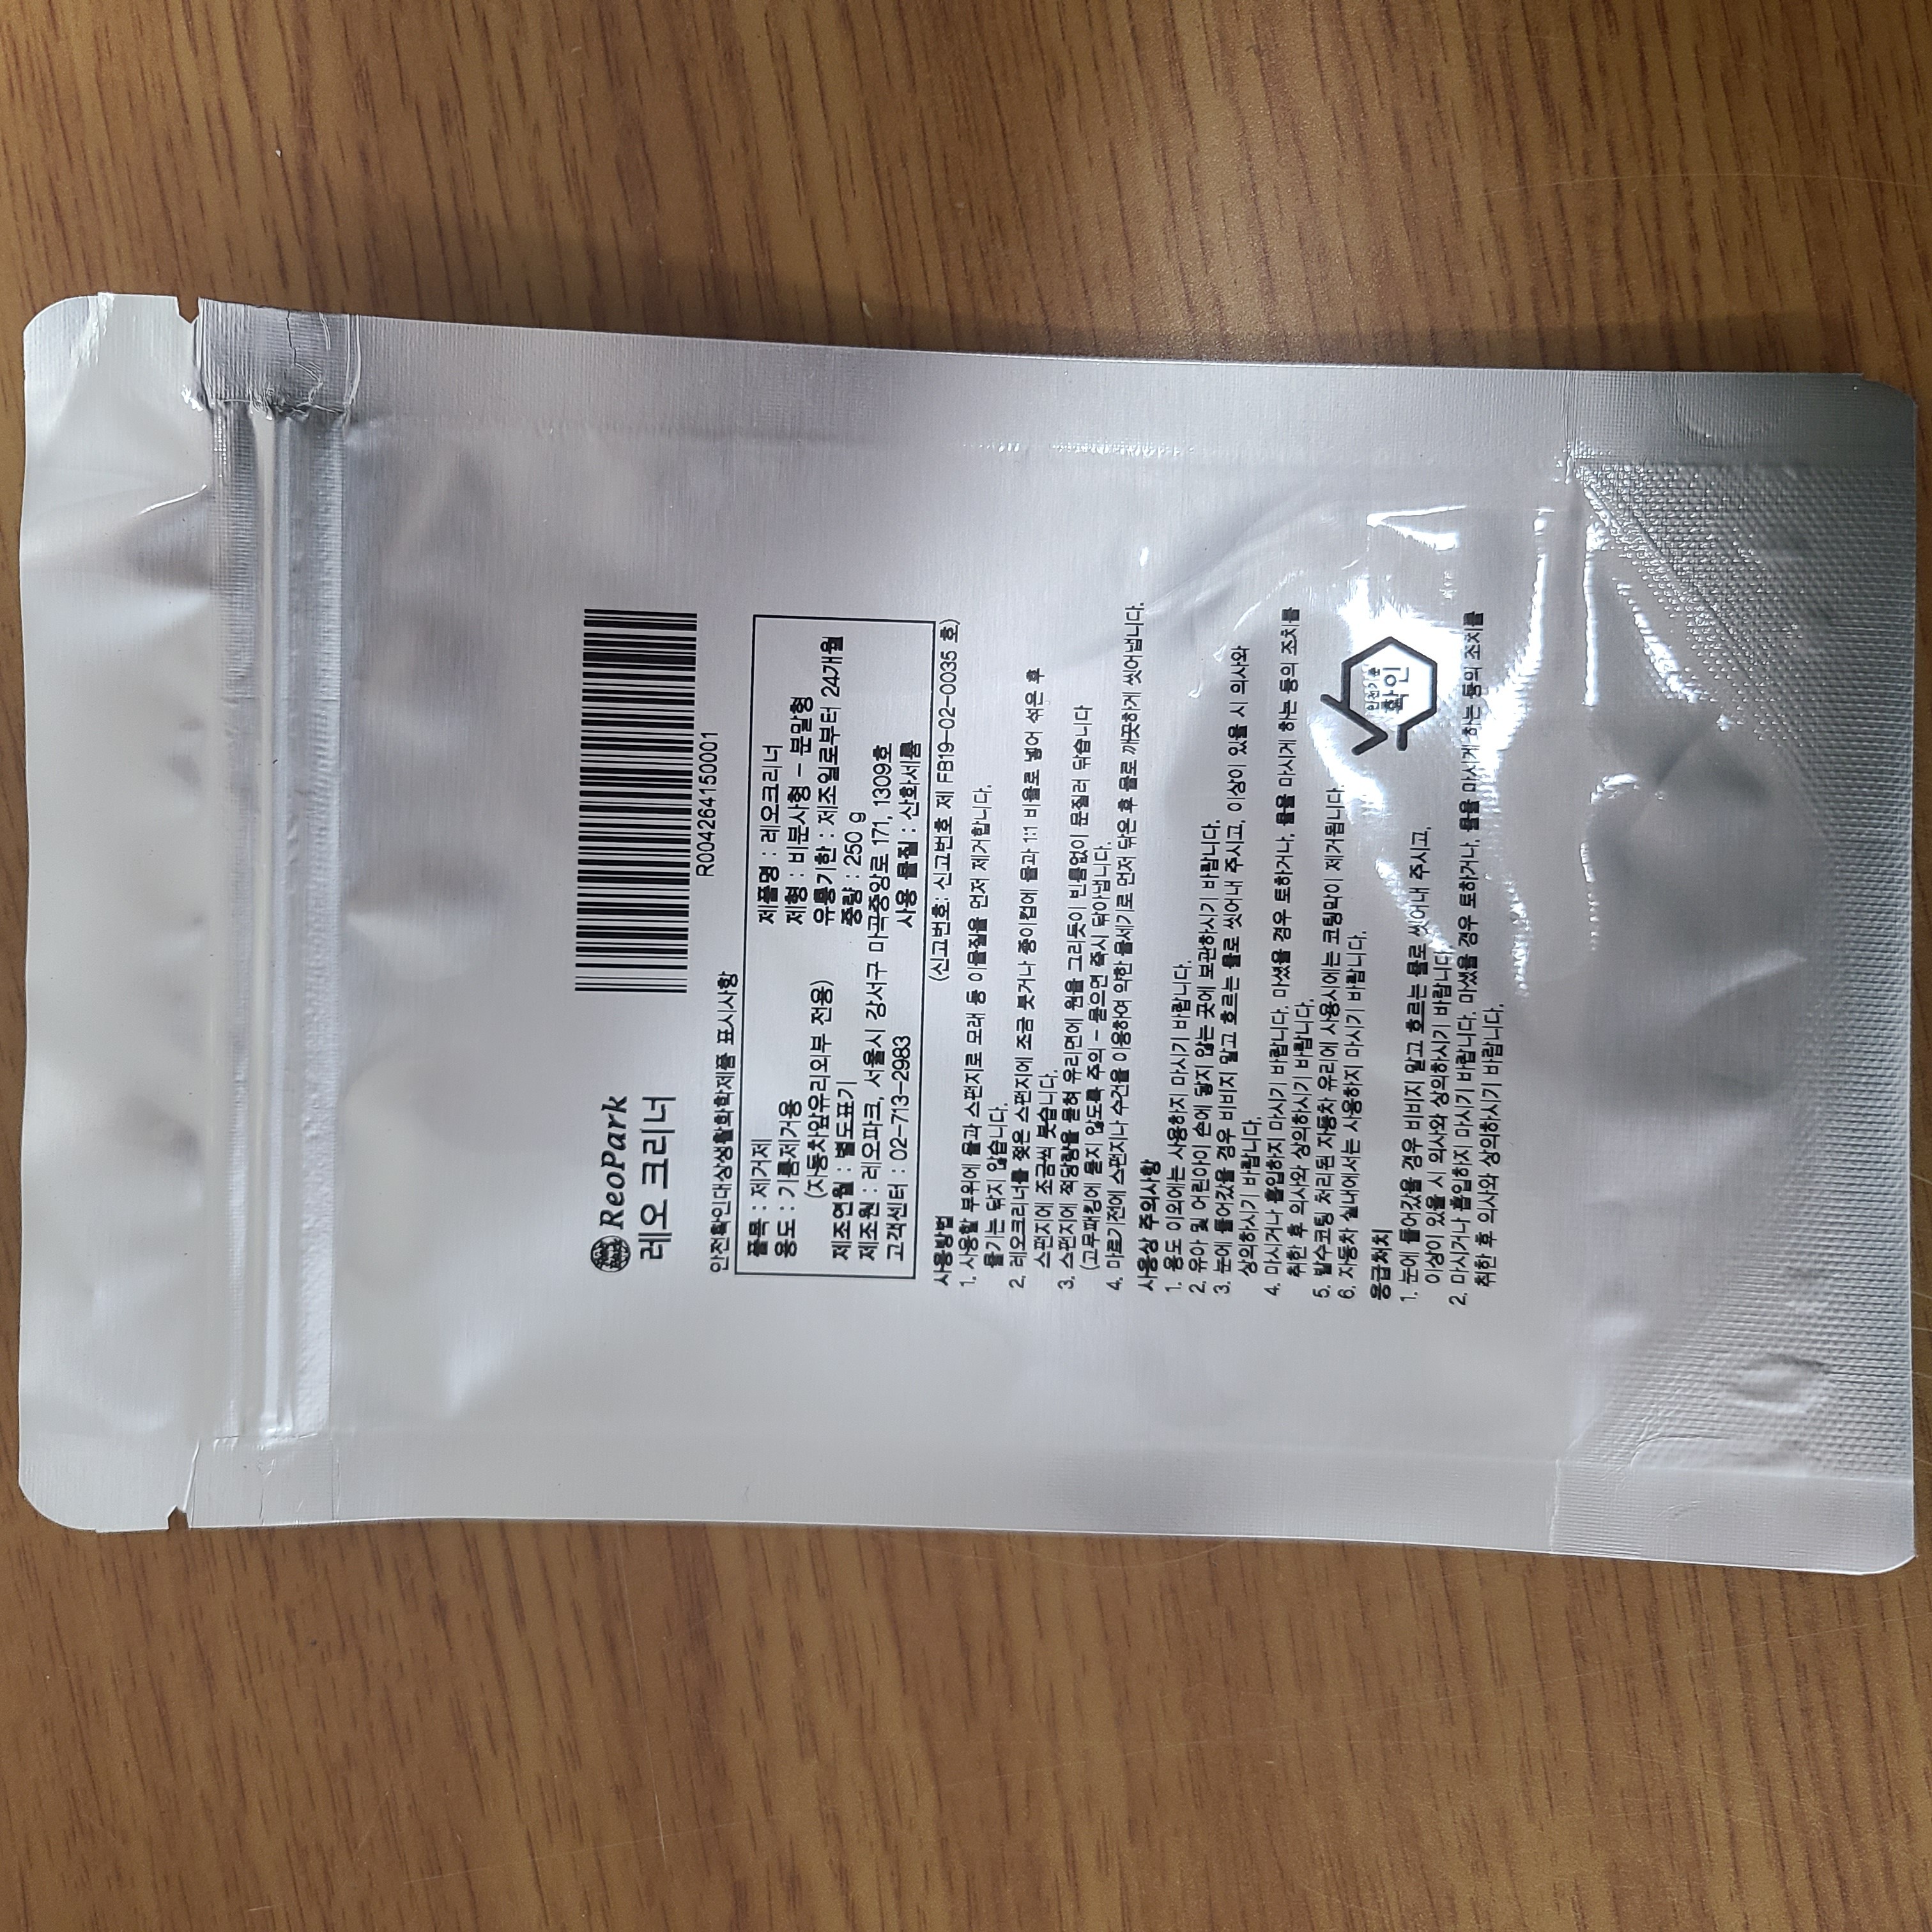 ReoPark
레오 크리너
R004264150001
안전확인대상생활화학제품 표시사항
품목 : 제거제
제품명 : 레오크리너
용도 : 기름제거용
제형 : 비분사형 – 분말형
(자동차앞유리외부 전용)
유통기한 : 제조일로부터 24개월
제조연월 : 별도표기
중량 : 250 g
제조원 : 레오파크, 서울시 강서구 마곡중앙로 171, 1309호
고객센터 : 02–713–2983
사용 물질 : 산화세륨
(신고번호: 신고번호 제 FB19–02–0035 호)
사용방법
1. 사용할 부위에 물과 스펀지로 모래 등 이물질을 먼저 제거합니다.
물기는 닦지 않습니다.
2. 레오크리너를 젖은 스펀지에 조금 붓거나 종이컵에 물과 1:1 비율로 넣어 섞은 후
스펀지에 조금씩 붓습니다.
3. 스펀지에 적당량을 묻혀 유리면에 원을 그리듯이 빈틈없이 문질러 닦습니다
(고무패킹에 묻지 않도록 주의 – 묻으면 즉시 닦아냅니다.
4. 마르기전에 스펀지나 수건을 이용하여 약한 물세기로 먼저 닦은 후 물로 깨끗하게 씻어냅니다.
사용상 주의사항
1. 용도 이외에는 사용하지 마시기 바랍니다.
2. 유아 및 어린아이 손에 닿지 않는 곳에 보관하시기 바랍니다.
3. 눈에 들어갔을 경우 비비지 말고 흐르는 물로 씻어내 주시고, 이상이 있을 시 의사와
상의하시기 바랍니다.
4. 마시거나 흡입하지 마시기 바랍니다. 마셨을 경우 토하거나, 물을 마시게 하는 등의 조치를
취한 후 의사와 상의하시기 바랍니다.
5. 발수코팅 처리된 자동차 유리에 사용시에는 코팅막이 제거됩니다.
6. 자동차 실내에서는 사용하지 마시기 바랍니다.
응급처치
1. 눈에 들어갔을 경우 비비지 말고 흐르는 물로 씻어내 주시고,
이상이 있을 시 의사와 상의하시기 바랍니다.
2. 마시거나 흡입하지 마시기 바랍니다. 마셨을 경우 토하거나, 물을 마시게 하는 등의 조치를
취한 후 의사와 상의하시기 바랍니다.
안전기준
확인